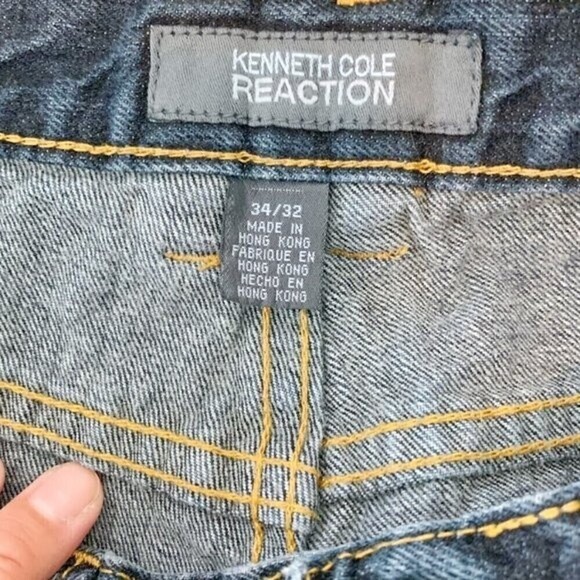 KENNETH COLE
REACTION
34/32
MADE IN
HONG KONG
FABRIQUE EN
HONG KONG
HECHO EN
HONG KONG